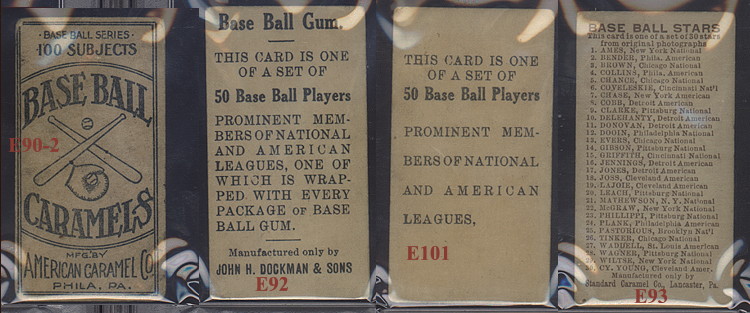 ·BASE BALL SERIES·
100 SUBJECTS
BASE BALL
CARAMELS
MFG. BY
AMERICAN CARAMEL CO.
PHILA, PA.
E90-2
Base Ball Gum.
THIS CARD IS ONE
OF A SET OF
50 Base Ball Players
PROMINENT MEM-
BERS OF NATIONAL
AND AMERICAN
LEAGUES, ONE OF
WHICH IS WRAP-
PED WITH EVERY
PACKAGE OF BASE
BALL GUM.
Manufactured only by
JOHN H. DOCKMAN & SONS
E92
THIS CARD IS ONE
OF A SET OF
50 Base Ball Players
PROMINENT MEM-
BERS OF NATIONAL
AND AMERICAN
LEAGUES,
E101
BASE BALL STARS
This card is one of a set of 50 stars
from original photographs
1. AMES, New York National
2. BENDER, Phila. American
3. BROWN, Chicago National
4. COLLINS, Phila. American
5. CHANCE, Chicago National
6. COVELESKIE, Cincinnati Nat'l
7. CHASE, New York American
8. COBB, Detroit American
9. CLARKE, Pittsburg National
10. DELEHANTY, Detroit American
11. DONOVAN, Detroit American
12. DOOIN, Philadelphia National
13. EVERS, Chicago National
14. GIBSON, Pittsburg National
15. GRIFFITH, Cincinnati National
16. JENNINGS, Detroit American
17. JONES, Detroit American
18. JOSS, Cleveland American
19. LAJOIE, Cleveland American
20. LEACH, Pittsburg National
21. MATHEWSON, N. Y. National
22. McGRAW, New York National
23. PHILLIPPI, Pittsburg National
24. PLANK, Philadelphia American
25. PASTORIOUS, Brooklyn Nat'l
26. TINKER, Chicago National
27. WADDELL, St. Louis American
28. WAGNER, Pittsburg National
29. WILTSE, New York National
30. CY. YOUNG, Cleveland Amer.
Manufactured only by
Standard Caramel Co., Lancaster, Pa.
E93